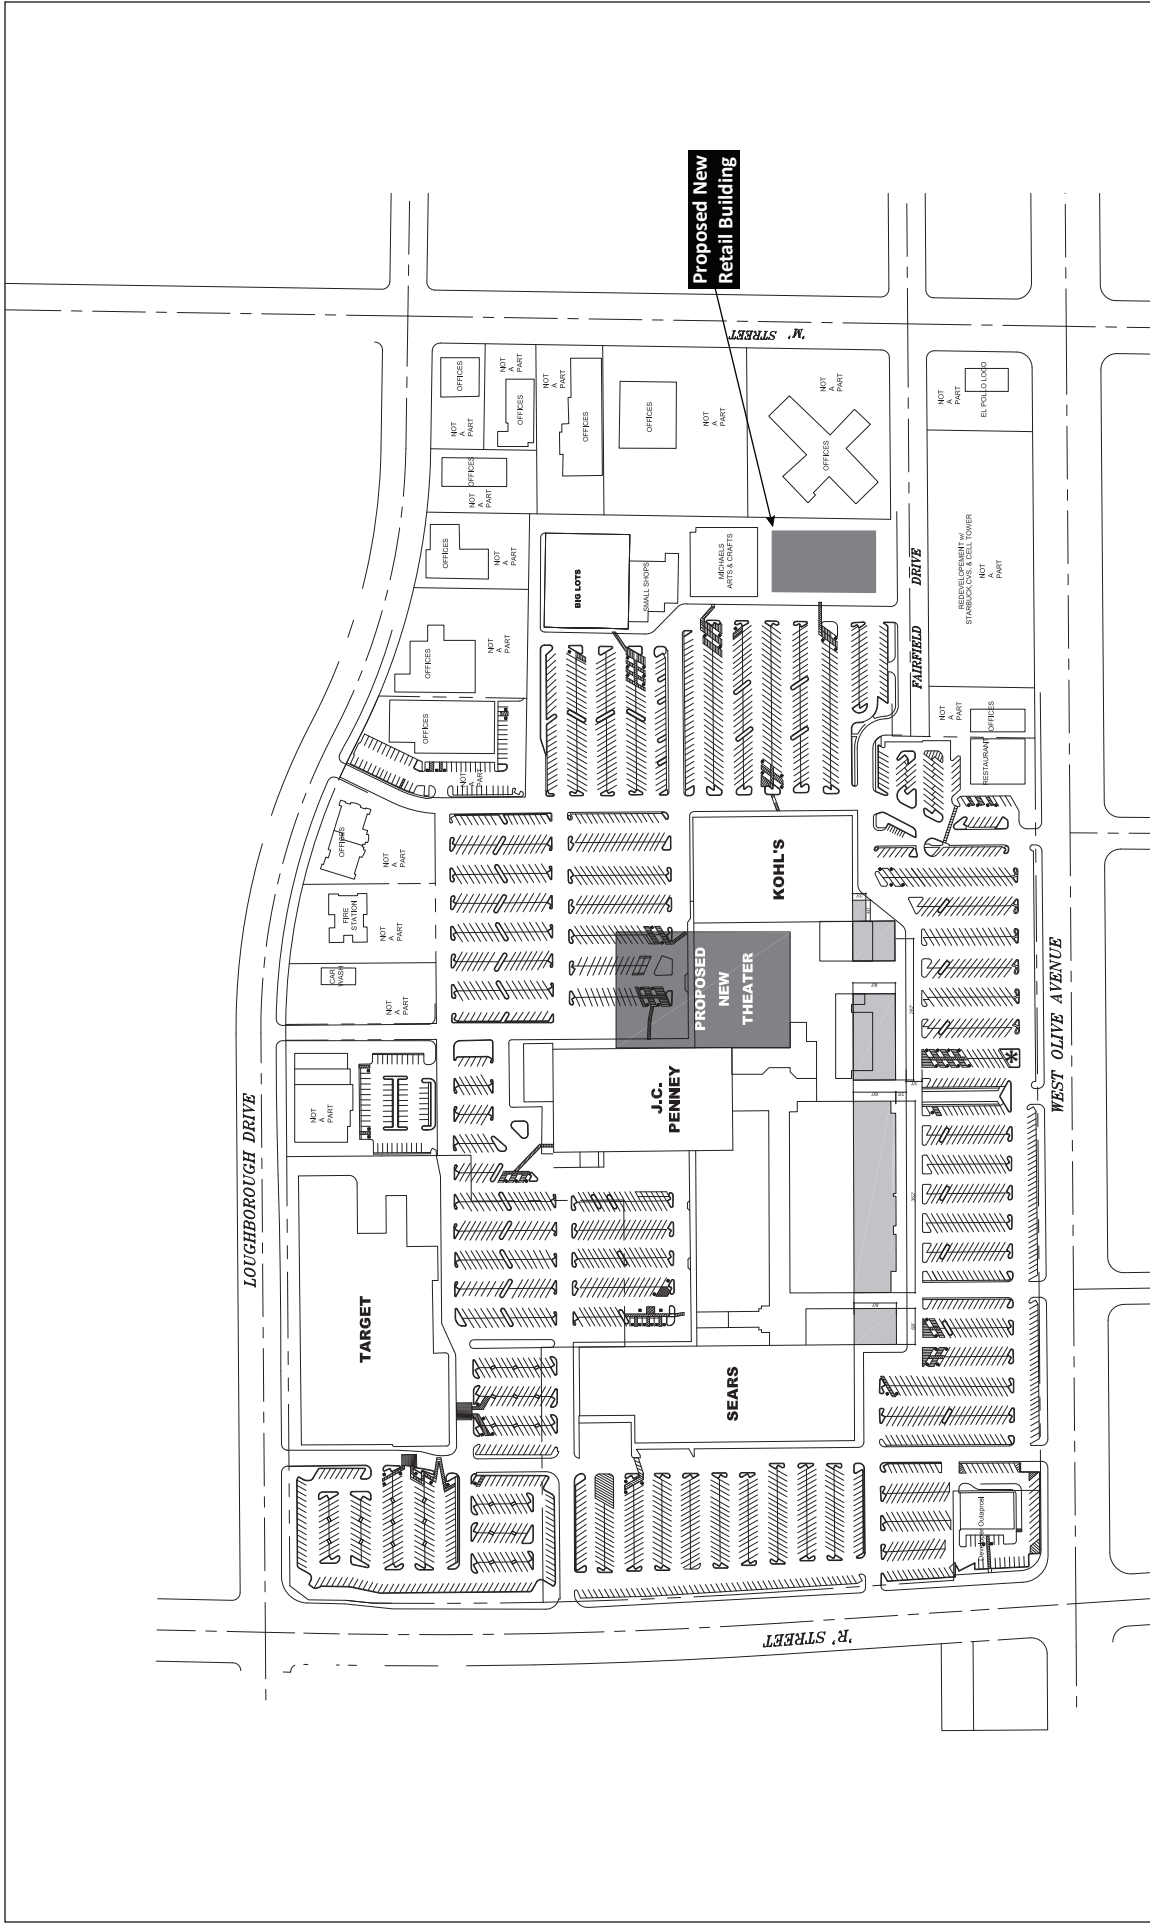 Proposed New
Retail Building
'M' STREET
OFFICES
NOT
A
PART
OFFICES
NOT
A
PART
NOT
A
PART
OFFICES
OFFICES
NOT
A
PART
OFFICES
NOT
A
PART
OFFICES
NOT
A
PART
NOT
A
PART
EL POLLO LOCO
REDEVELOPEMENT w/
STARBUCK,CVS, & CELL TOWER
NOT
A
PART
FAIRFIELD DRIVE
OFFICES
NOT
A
PART
BIG LOTS
SMALL SHOPS
MICHAELS
ARTS & CRAFTS
OFFICES
NOT
A
PART
OFFICES
NOT
A
PART
NOT
A
PART
OFFICES
RESTAURANT
OFFICES
NOT
A
PART
FIRE
STATION
NOT
A
PART
CAR
WASH
NOT
A
PART
KOHL'S
PROPOSED
NEW
THEATER
J.C.
PENNEY
NOT
A
PART
LOUGHBOROUGH DRIVE
WEST OLIVE AVENUE
TARGET
SEARS
'R' STREET